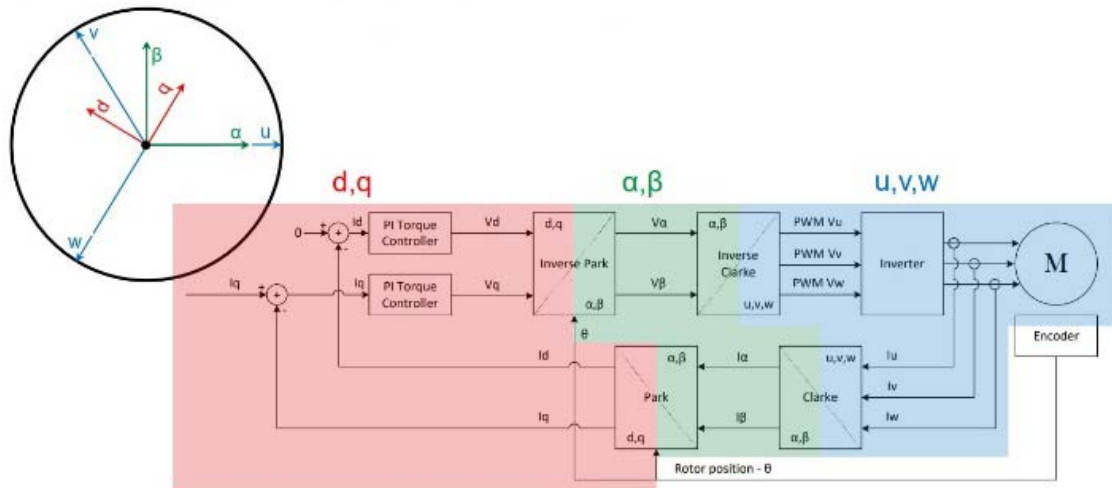 v
β
q
d
α
u
w
d,q
α,β
u,v,w
0
+
+
-
Id
PI Torque
Controller
Vd
d,q
Inverse Park
α,β
Vα
α,β
Inverse
Clarke
u,v,w
PWM Vu
PWM Vv
PWM Vw
Inverter
M
Iq
+
+
-
Iq
PI Torque
Controller
Vq
Vβ
θ
Encoder
Id
α,β
Park
d,q
Iα
u,v,w
Clarke
α,β
Iu
Iv
Iw
Iq
Iβ
Rotor position - θ